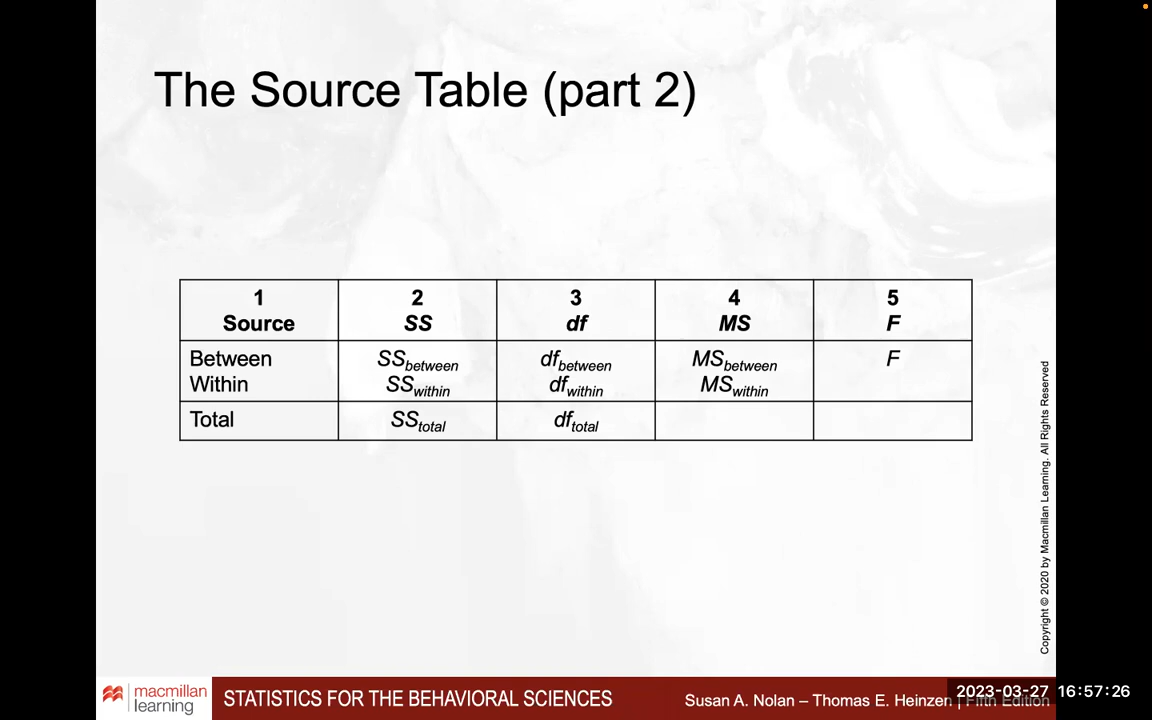 The Source Table (part 2)
1 2 3 4 5
Source SS df MS F
Between SSbetween dfbetween MSbetween F
Within SSwithin dfwithin MSwithin
Total SStotal dftotal
Copyright © 2020 by Macmillan Learning. All Rights Reserved
macmillan
learning
STATISTICS FOR THE BEHAVIORAL SCIENCES
Susan A. Nolan – Thomas E. Heinzen | Fifth Edition
2023-03-27 16:57:26